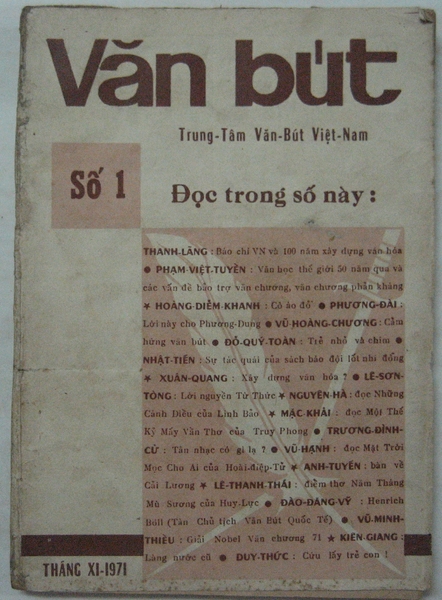 Văn bút
Trung-Tâm Văn-Bút Việt-Nam
Số 1
Đọc trong số này :
THANH-LÃNG : Báo chí VN và 100 năm xây dựng văn hóa
● PHẠM-VIỆT-TUYỀN : Văn học thế giới 50 năm qua và
các vấn đề bảo trợ văn chương, văn chương phản kháng
★ HOÀNG-DIỄM-KHANH : Cô áo đỏ ● PHƯƠNG-ĐÀI :
Lời này cho Phương-Dung ● VŨ-HOÀNG-CHƯƠNG : Cảm
hứng văn bút ● ĐỖ-QUÝ-TOÀN : Trẻ nhỏ và chim ●
NHẬT-TIẾN : Sự tác quái của sách báo đội lốt nhi đồng
★ XUÂN-QUANG : Xây dựng văn hóa ? ● LÊ-SƠN-
TÒNG : Lời nguyền Từ Thức ★ NGUYÊN-HÀ : đọc Những
Cánh Diều của Linh Bảo ★ MẶC-KHẢI : đọc Một Thế
Kỷ Mấy Vần Thơ của Truy Phong ★ TRƯƠNG-ĐÌNH-
CỬ : Tân nhạc có gì lạ ? ● VŨ-HẠNH : đọc Mặt Trời
Mọc Cho Ai của Hoài-điệp-Tử ★ ANH-TUYẾN : bàn về
Cải Lương ★ LÊ-THANH-THÁI : điểm thơ Năm Tháng
Mù Sương của Huy-Lực ● ĐÀO-ĐĂNG-VỸ : Henrich
Böll (Tân Chủ tịch Văn Bút Quốc Tế) ● VŨ-MINH-
THIỀU : Giải Nobel Văn chương 71 ★ KIÊN-GIANG :
Làng nước cũ ● DUY-THỨC : Cứu lấy trẻ con !
THÁNG XI-1971